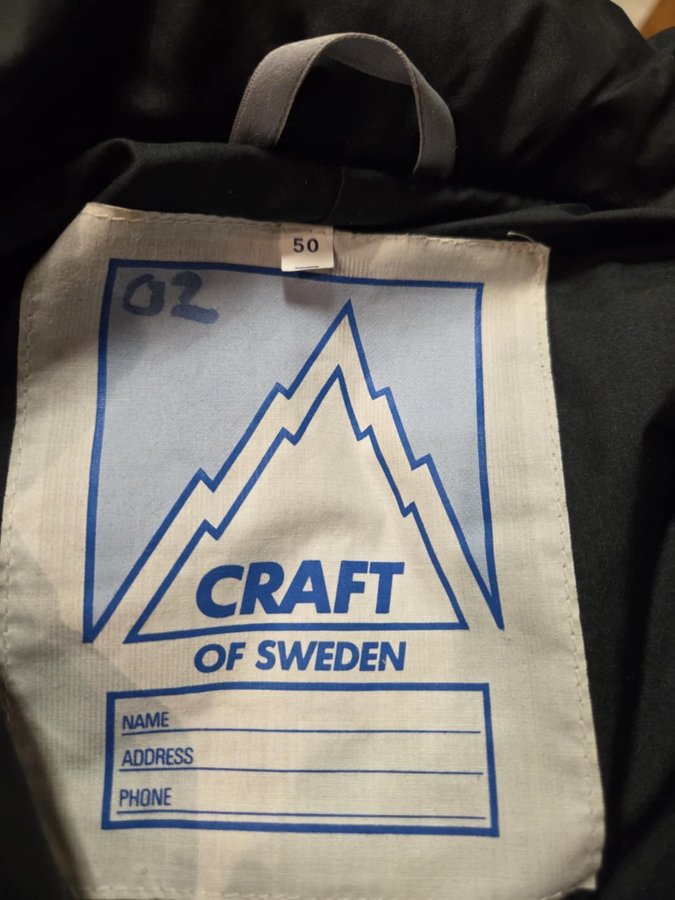 50
02
CRAFT
OF SWEDEN
NAME
ADDRESS
PHONE